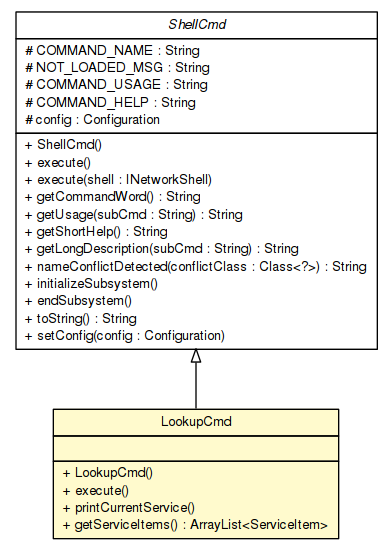 ShellCmd
# COMMAND_NAME : String
# NOT_LOADED_MSG : String
# COMMAND_USAGE : String
# COMMAND_HELP : String
# config : Configuration
+ ShellCmd()
+ execute()
+ execute(shell : INetworkShell)
+ getCommandWord() : String
+ getUsage(subCmd : String) : String
+ getShortHelp() : String
+ getLongDescription(subCmd : String) : String
+ nameConflictDetected(conflictClass : Class<?>) : String
+ initializeSubsystem()
+ endSubsystem()
+ toString() : String
+ setConfig(config : Configuration)
LookupCmd
+ LookupCmd()
+ execute()
+ printCurrentService()
+ getServiceItems() : ArrayList<ServiceItem>